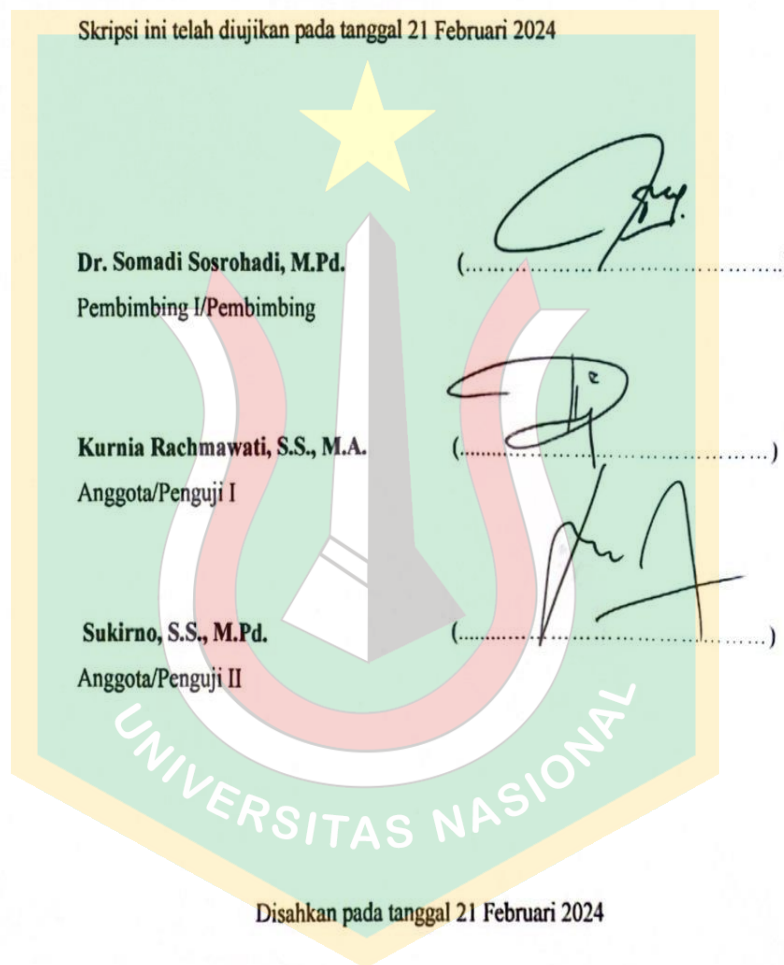 Skripsi ini telah diujikan pada tanggal 21 Februari 2024
Dr. Somadi Sosrohadi, M.Pd. (....................................................
Pembimbing I/Pembimbing
Kurnia Rachmawati, S.S., M.A. (....................................................)
Anggota/Penguji I
Sukirno, S.S., M.Pd. (....................................................)
Anggota/Penguji II
UNIVERSITAS NASIONAL
Disahkan pada tanggal 21 Februari 2024